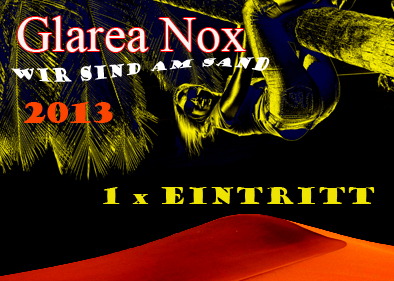 Glarea Nox
WIR SIND AM SAND
2013
1 x EINTRITT